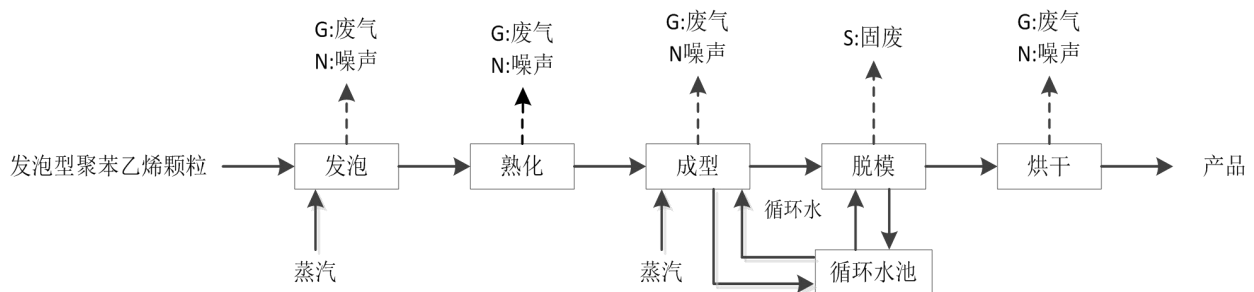 G:废气
N:噪声
G:废气
N:噪声
G:废气
N噪声
S:固废
G:废气
N:噪声
发泡型聚苯乙烯颗粒
发泡
熟化
成型
脱模
烘干
产品
循环水
蒸汽
蒸汽
循环水池